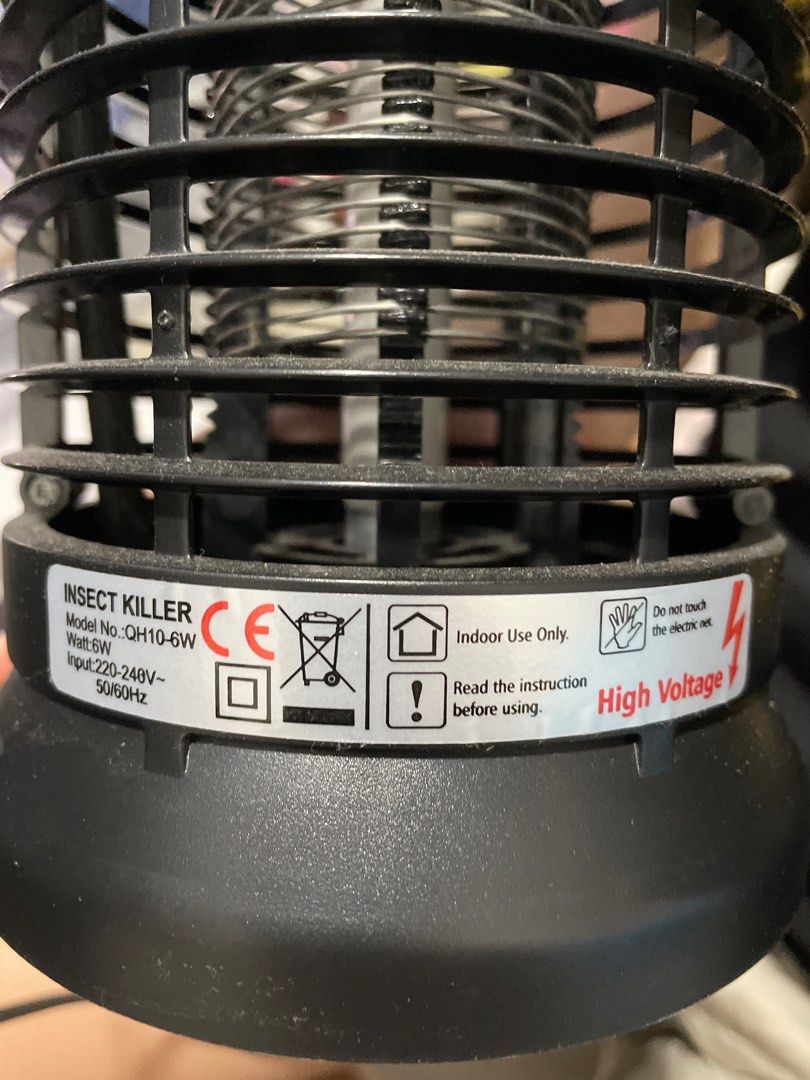 INSECT KILLER
Model No.:QH10-6W
Watt:6W
Input:220-240V~
50/60Hz
CE
Indoor Use Only.
Read the instruction
before using.
Do not touch
the electric net.
High Voltage